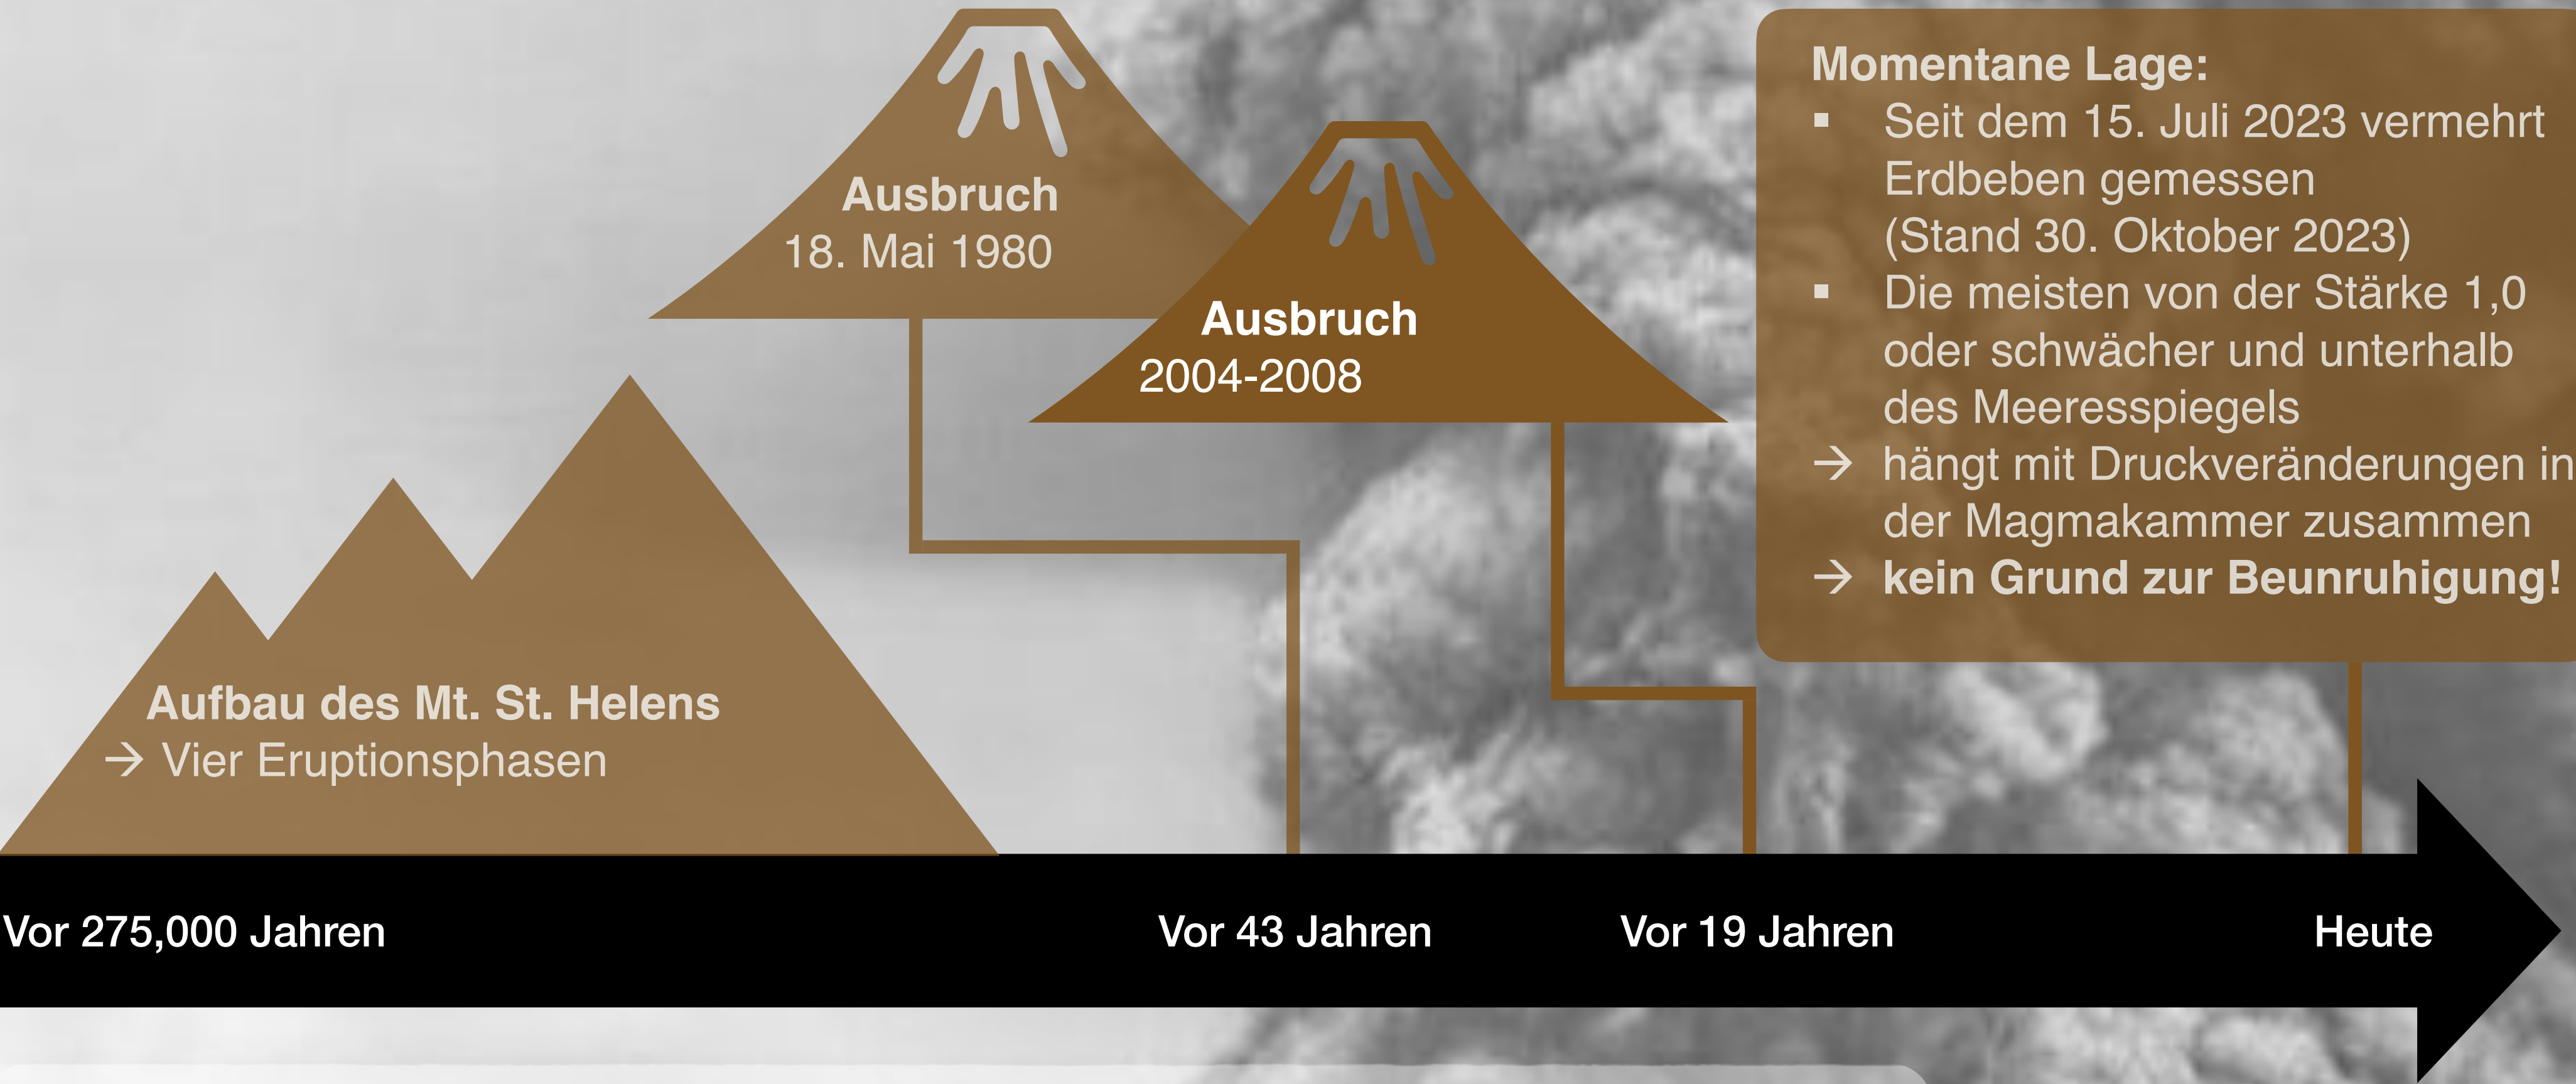 Ausbruch
18. Mai 1980
Ausbruch
2004-2008
Momentane Lage:
▪ Seit dem 15. Juli 2023 vermehrt
Erdbeben gemessen
(Stand 30. Oktober 2023)
▪ Die meisten von der Stärke 1,0
oder schwächer und unterhalb
des Meeresspiegels
→ hängt mit Druckveränderungen in
der Magmakammer zusammen
→ kein Grund zur Beunruhigung!
Aufbau des Mt. St. Helens
→ Vier Eruptionsphasen
Vor 275,000 Jahren
Vor 43 Jahren
Vor 19 Jahren
Heute